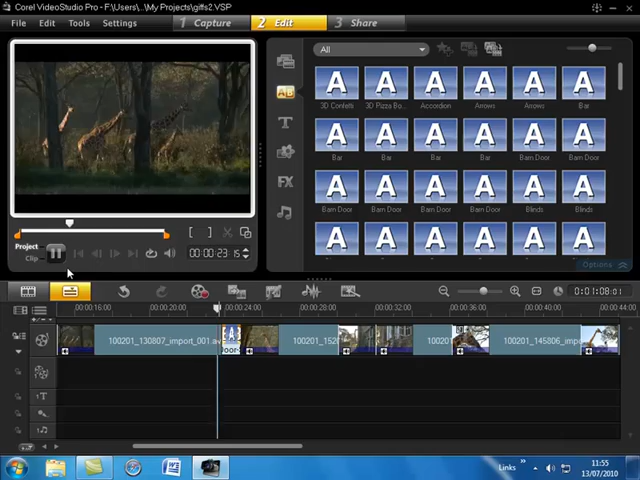 Corel VideoStudio Pro - F:\Users\...\My Projects\giffs2.VSP
File Edit Tools Settings
1 Capture 2 Edit 3 Share
All
A A A A A A
3D Confetti 3D Pizza Bo... Accordion Arrows Arrows Bar
A A A A A A
Bar Bar Bar Bar Barn Door Barn Door
A A A A A A
Barn Door Barn Door Barn Door Barn Door Blinds Blinds
A A A A A A
AB
T
FX
Options
Project
Clip
00:00:23:15
0:01:08:01
00:00:16:00 00:00:20:00 00:00:24:00 00:00:28:00 00:00:32:00 00:00:36:00 00:00:40:00 00:00:44:00
100201_130807_import_001.av
A
100201_152
10020
100201_145806_imp
1T
W
Links
»
11:55
13/07/2010